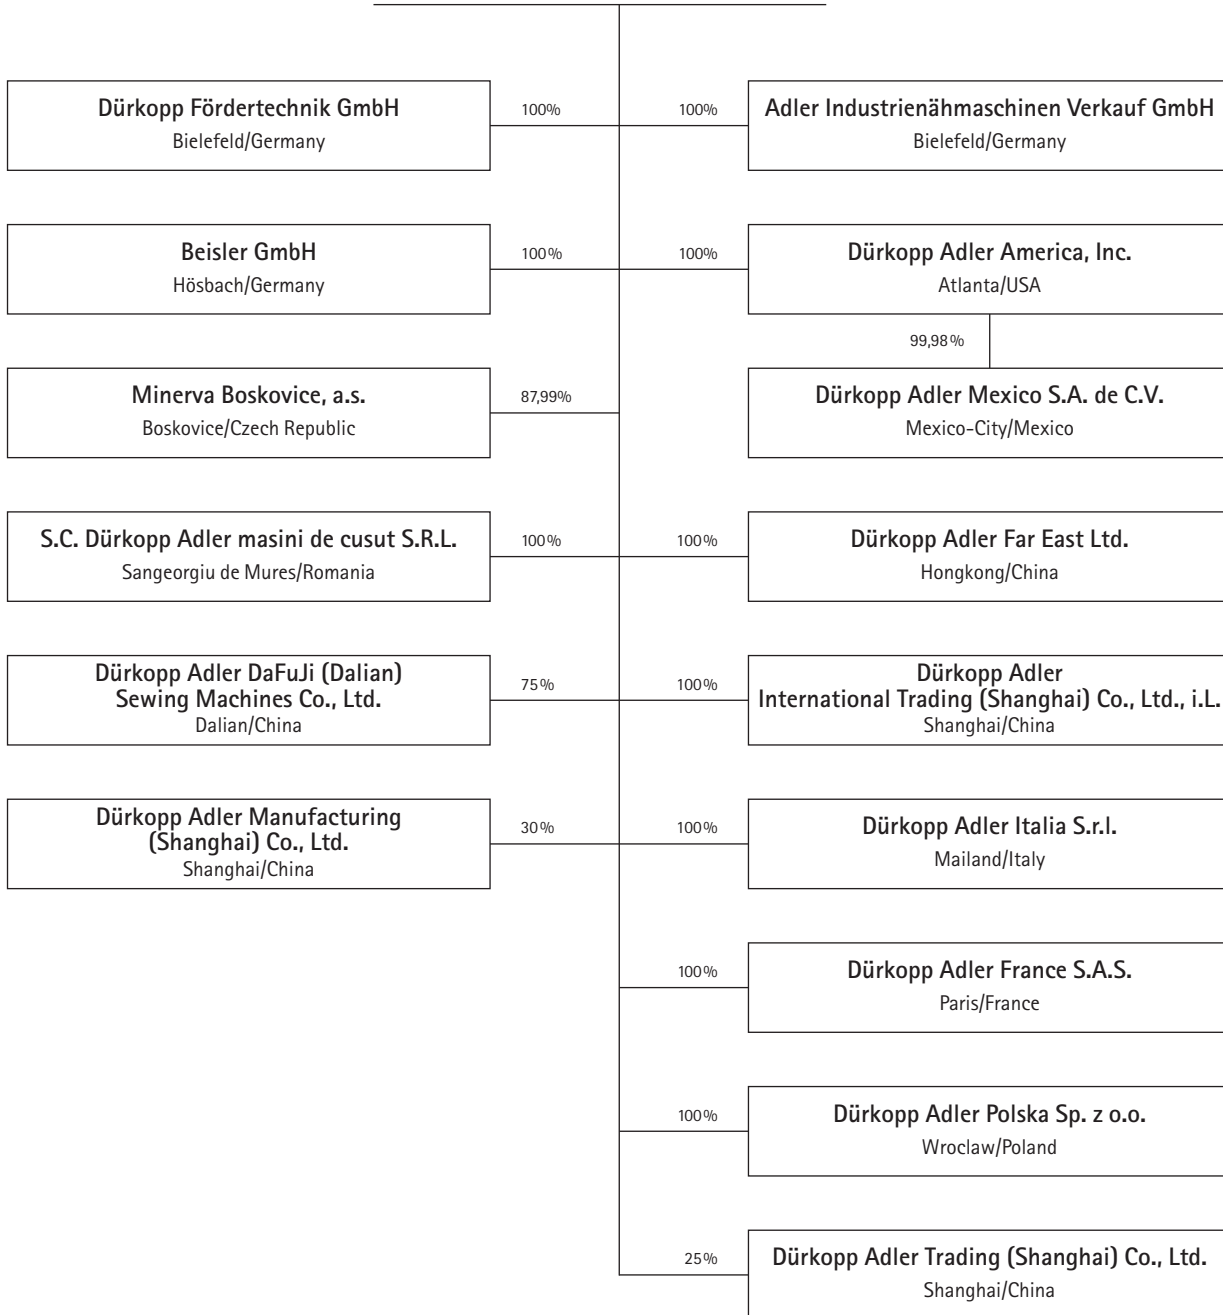 Dürkopp Fördertechnik GmbH
Bielefeld/Germany
100%
100%
Adler Industrienähmaschinen Verkauf GmbH
Bielefeld/Germany
Beisler GmbH
Hösbach/Germany
100%
100%
Dürkopp Adler America, Inc.
Atlanta/USA
99,98%
Minerva Boskovice, a.s.
Boskovice/Czech Republic
87,99%
Dürkopp Adler Mexico S.A. de C.V.
Mexico-City/Mexico
S.C. Dürkopp Adler masini de cusut S.R.L.
Sangeorgiu de Mures/Romania
100%
100%
Dürkopp Adler Far East Ltd.
Hongkong/China
Dürkopp Adler DaFuJi (Dalian)
Sewing Machines Co., Ltd.
Dalian/China
75%
100%
Dürkopp Adler
International Trading (Shanghai) Co., Ltd., i.L.
Shanghai/China
Dürkopp Adler Manufacturing
(Shanghai) Co., Ltd.
Shanghai/China
30%
100%
Dürkopp Adler Italia S.r.l.
Mailand/Italy
100%
Dürkopp Adler France S.A.S.
Paris/France
100%
Dürkopp Adler Polska Sp. z o.o.
Wroclaw/Poland
25%
Dürkopp Adler Trading (Shanghai) Co., Ltd.
Shanghai/China